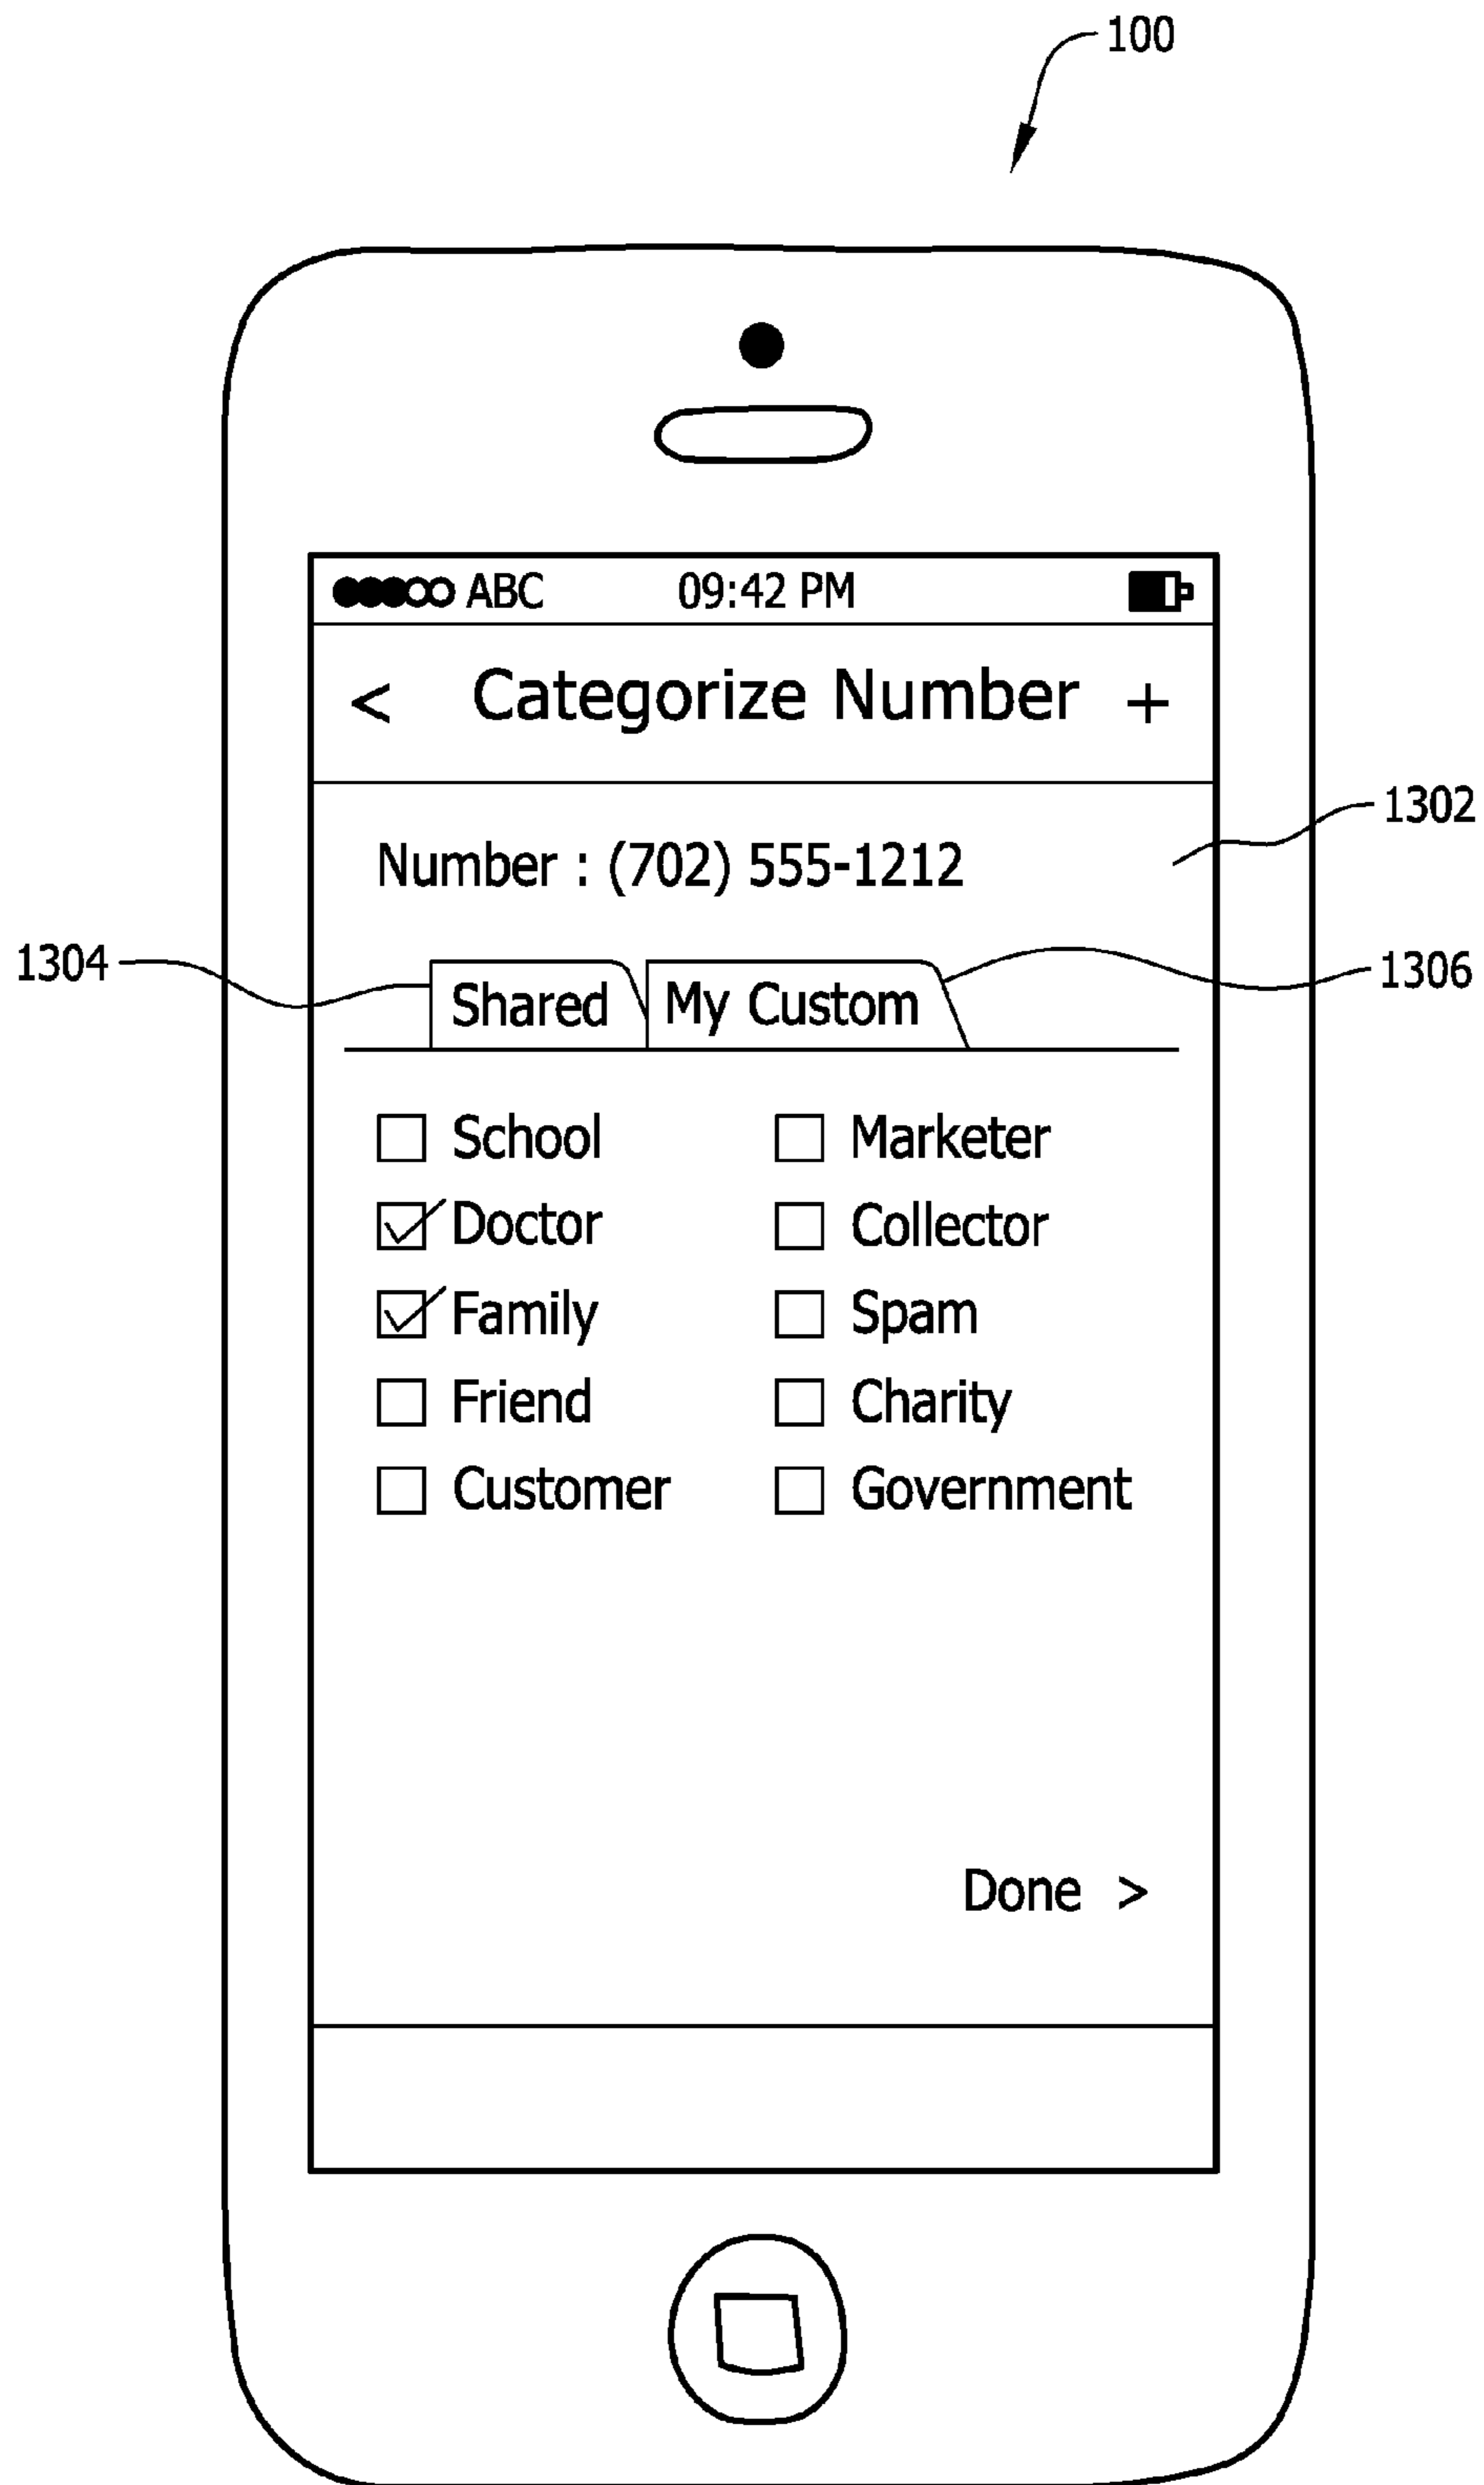 100
ABC 09:42 PM
< Categorize Number +
1302
Number : (702) 555-1212
1304
1306
Shared My Custom
School Marketer
Doctor Collector
Family Spam
Friend Charity
Customer Government
Done >